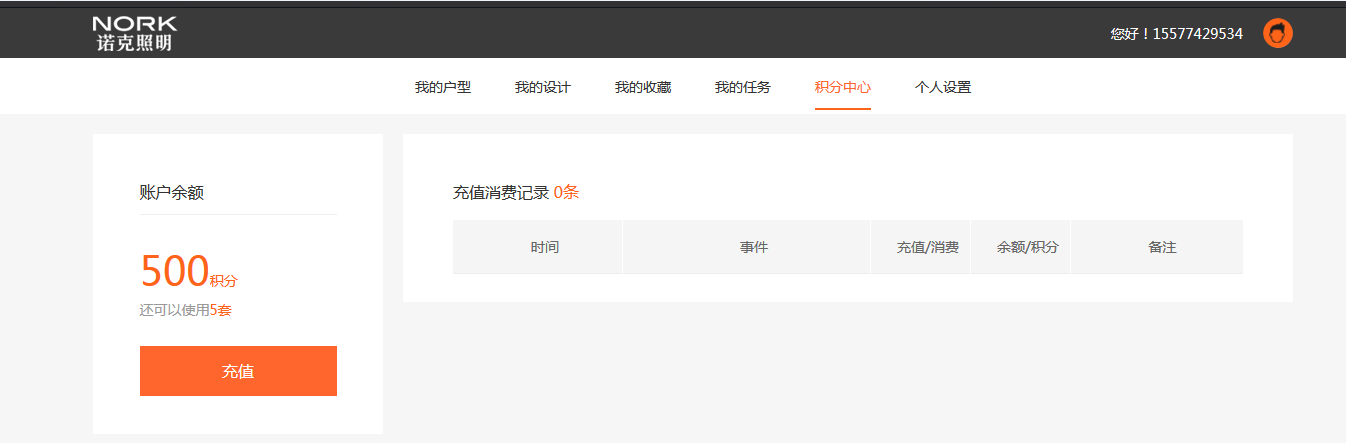 NORK
诺克照明
您好！15577429534
我的户型 我的设计 我的收藏 我的任务 积分中心 个人设置
账户余额
500积分
还可以使用5套
充值
充值消费记录 0条
时间 事件 充值/消费 余额/积分 备注